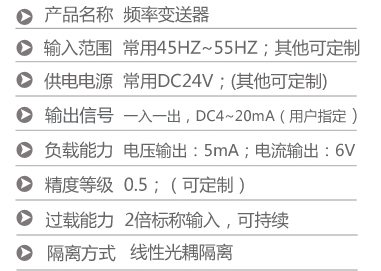 产品名称 频率变送器
输入范围 常用45HZ~55HZ；其他可定制
供电电源 常用DC24V；(其他可定制)
输出信号 一入一出，DC4~20mA（用户指定）
负载能力 电压输出：5mA；电流输出：6V
精度等级 0.5；（可定制）
过载能力 2倍标称输入，可持续
隔离方式 线性光耦隔离